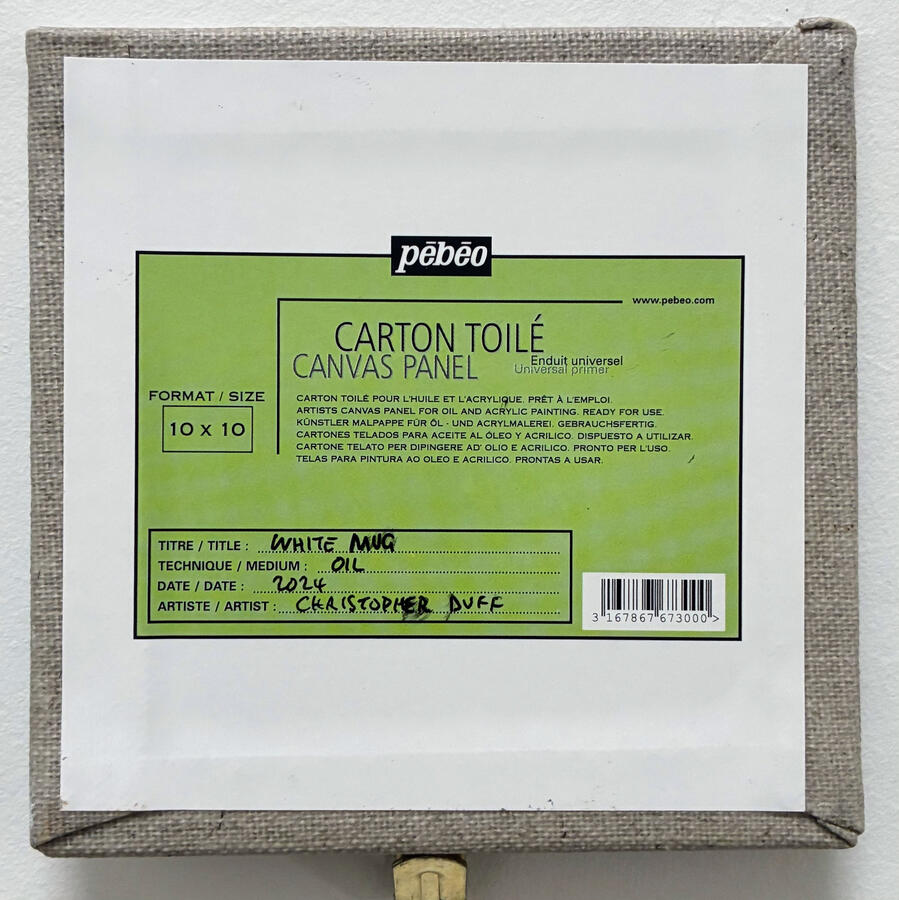 pēbēo
www.pebeo.com
CARTON TOILÉ
CANVAS PANEL
Enduit universel
Universal primer
FORMAT / SIZE
10 x 10
CARTON TOILÉ POUR L'HUILE ET L'ACRYLIQUE. PRÊT À L'EMPLOI.
ARTISTS CANVAS PANEL FOR OIL AND ACRYLIC PAINTING. READY FOR USE.
KÜNSTLER MALPAPPE FÜR ÖL - UND ACRYLMALEREI. GEBRAUCHSFERTIG.
CARTONES TELADOS PARA ACEITE AL ÓLEO Y ACRILICO. DISPUESTO A UTILIZAR.
CARTONE TELATO PER DIPINGERE AD' OLIO E ACRILICO. PRONTO PER L'USO.
TELAS PARA PINTURA AO OLEO E ACRILICO. PRONTAS A USAR.
TITRE / TITLE : WHITE MUG
TECHNIQUE / MEDIUM : OIL
DATE / DATE : 2024
ARTISTE / ARTIST : CHRISTOPHER DUFF
3 167867 673000 >